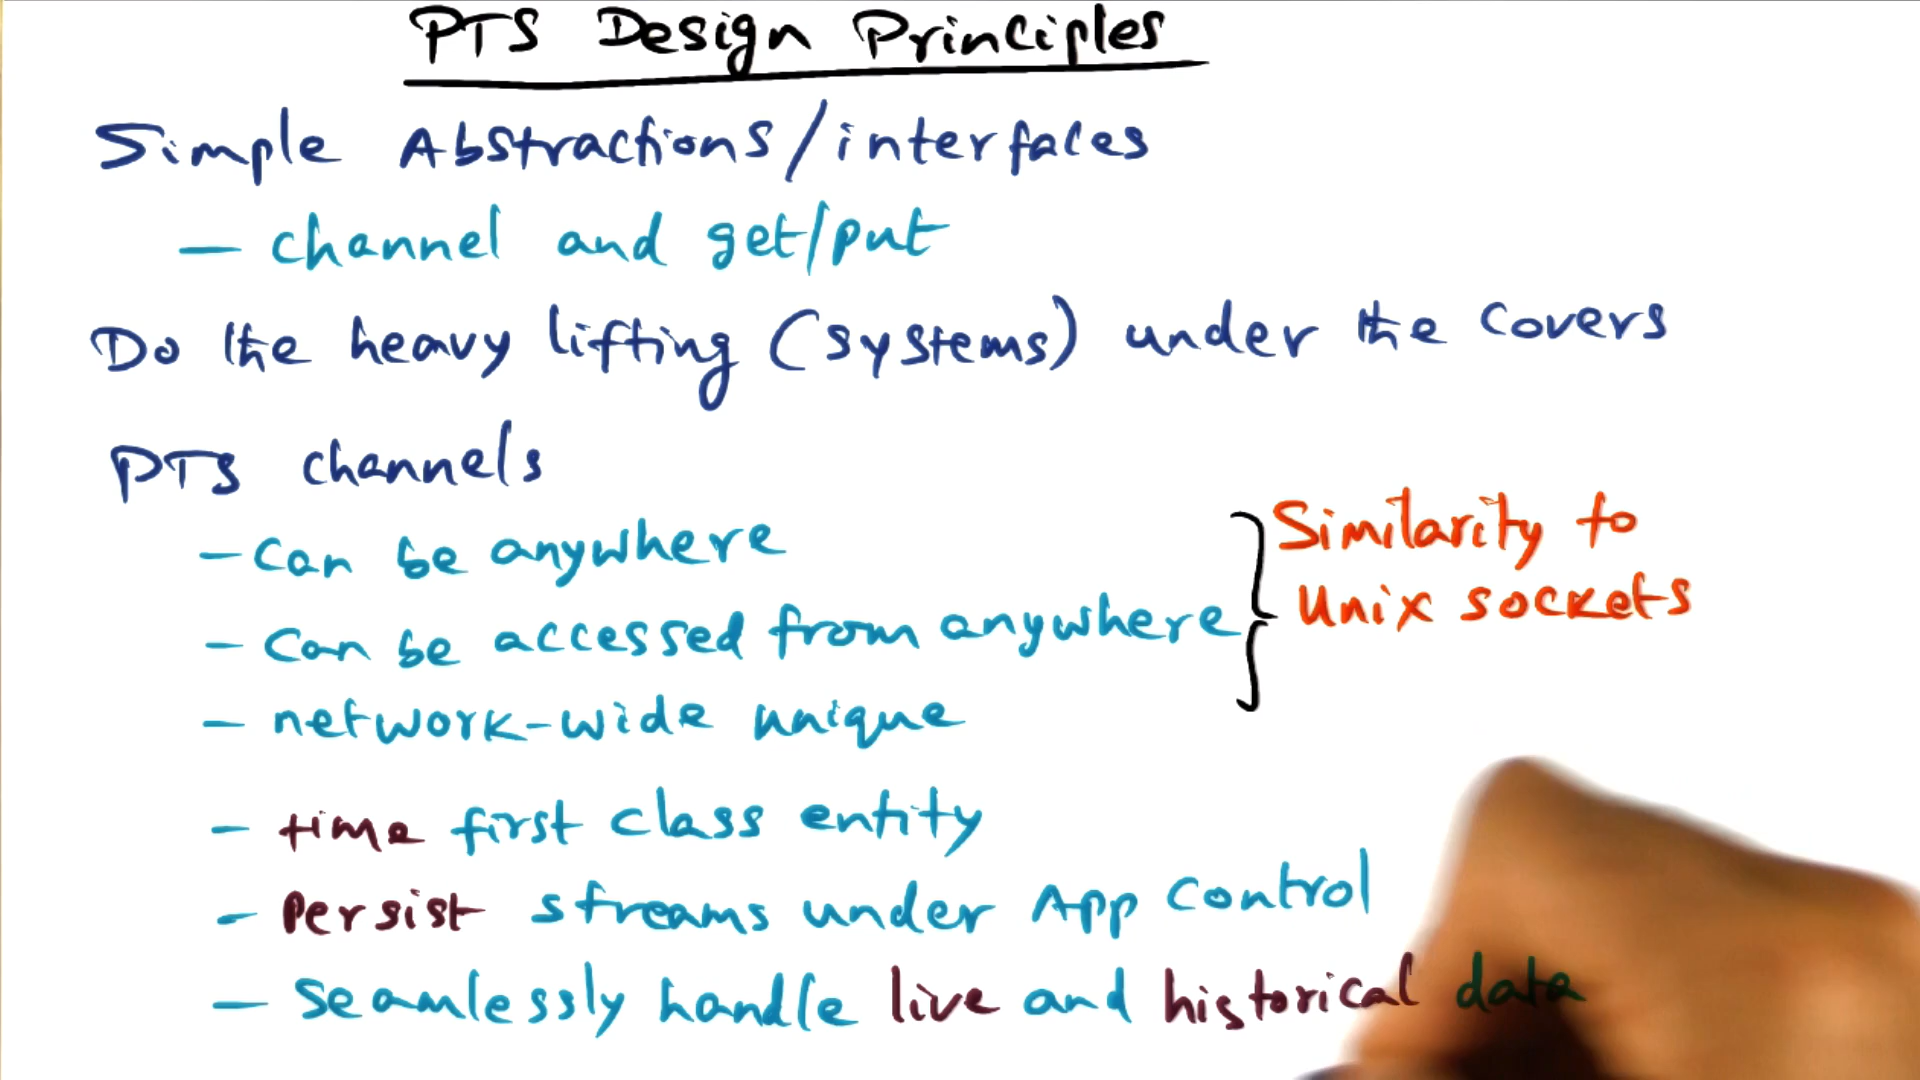 PTS Design Principles
Simple Abstractions/interfaces
- channel and get/put
Do the heavy lifting (systems) under the covers
PTS channels
- Can be anywhere
- Can be accessed from anywhere
- network-wide unique
Similarity to
Unix sockets
- time first class entity
- Persist streams under App Control
- Seamlessly handle live and historical data